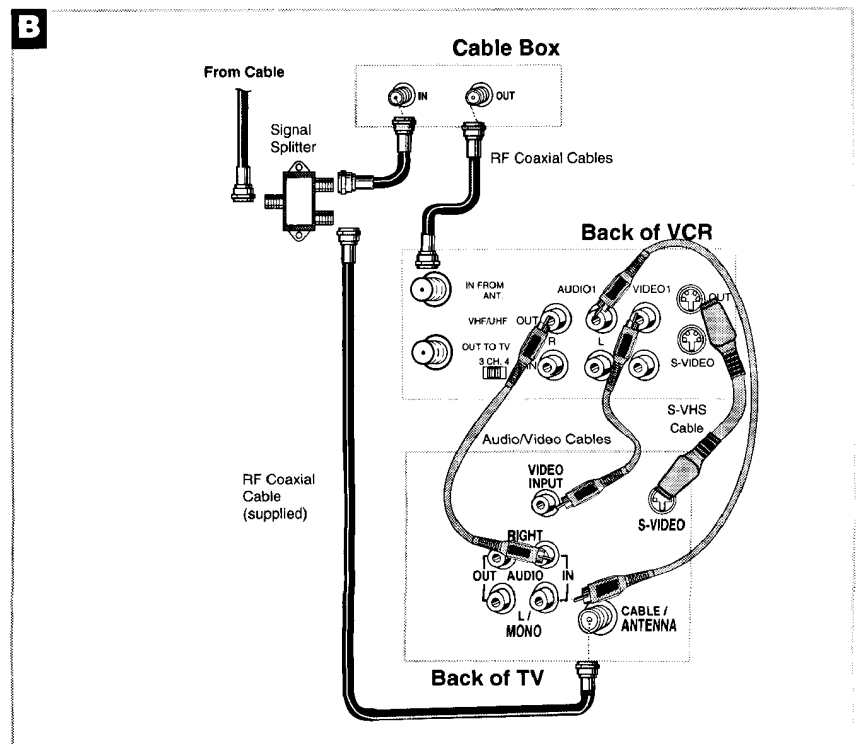 B
Cable Box
From Cable
IN
OUT
Signal
Splitter
RF Coaxial Cables
Back of VCR
IN FROM
ANT.
AUDIO1
VIDEO1
OUT
VHF/UHF
OUT
R
L
OUT TO TV
3 CH. 4
IN
S-VIDEO
S-VHS
Cable
Audio/Video Cables
RF Coaxial
Cable
(supplied)
VIDEO
INPUT
S-VIDEO
RIGHT
OUT
AUDIO
IN
L/
MONO
CABLE/
ANTENNA
Back of TV